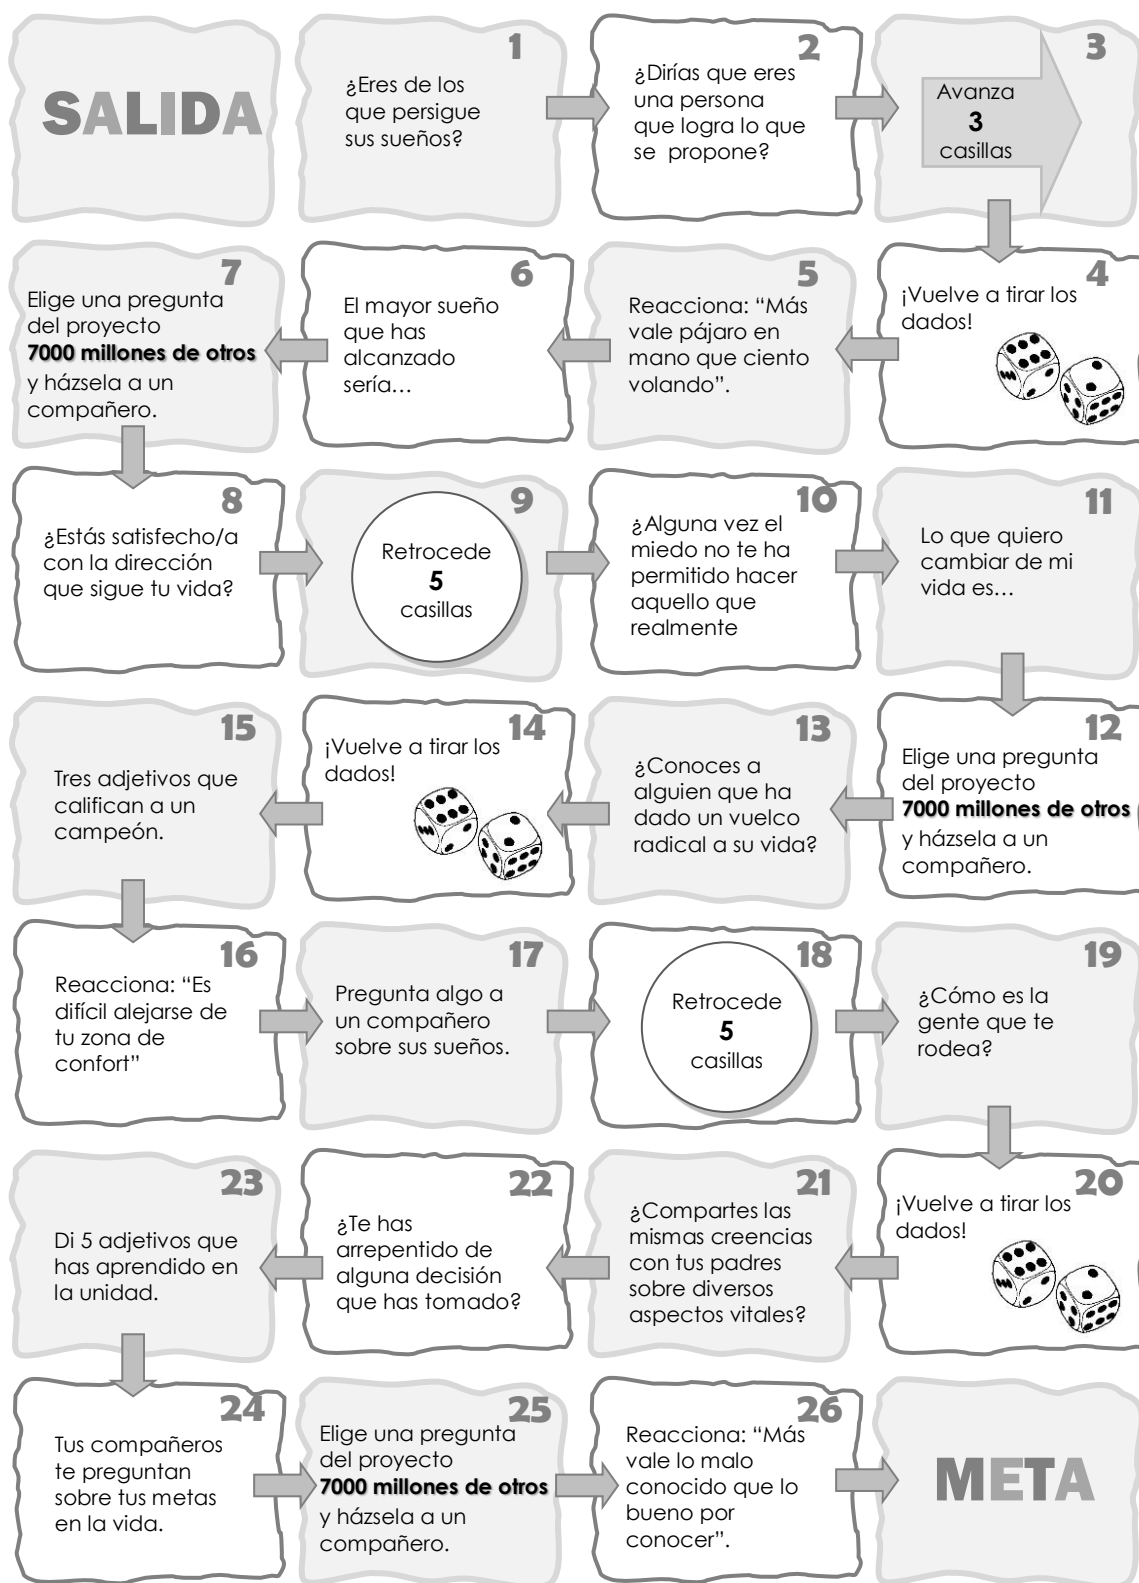 SALIDA
1
¿Eres de los
que persigue
sus sueños?
2
¿Dirías que eres
una persona
que logra lo que
se propone?
3
Avanza
3
casillas
4
¡Vuelve a tirar los
dados!
5
Reacciona: “Más
vale pájaro en
mano que ciento
volando”.
6
El mayor sueño
que has
alcanzado
sería…
7
Elige una pregunta
del proyecto
7000 millones de otros
y házsela a un
compañero.
8
¿Estás satisfecho/a
con la dirección
que sigue tu vida?
9
Retrocede
5
casillas
10
¿Alguna vez el
miedo no te ha
permitido hacer
aquello que
realmente
11
Lo que quiero
cambiar de mi
vida es…
12
Elige una pregunta
del proyecto
7000 millones de otros
y házsela a un
compañero.
13
¿Conoces a
alguien que ha
dado un vuelco
radical a su vida?
14
¡Vuelve a tirar los
dados!
15
Tres adjetivos que
califican a un
campeón.
16
Reacciona: “Es
difícil alejarse de
tu zona de
confort”
17
Pregunta algo a
un compañero
sobre sus sueños.
18
Retrocede
5
casillas
19
¿Cómo es la
gente que te
rodea?
20
¡Vuelve a tirar los
dados!
21
¿Compartes las
mismas creencias
con tus padres
sobre diversos
aspectos vitales?
22
¿Te has
arrepentido de
alguna decisión
que has tomado?
23
Di 5 adjetivos que
has aprendido en
la unidad.
24
Tus compañeros
te preguntan
sobre tus metas
en la vida.
25
Elige una pregunta
del proyecto
7000 millones de otros
y házsela a un
compañero.
26
Reacciona: “Más
vale lo malo
conocido que lo
bueno por
conocer”.
META